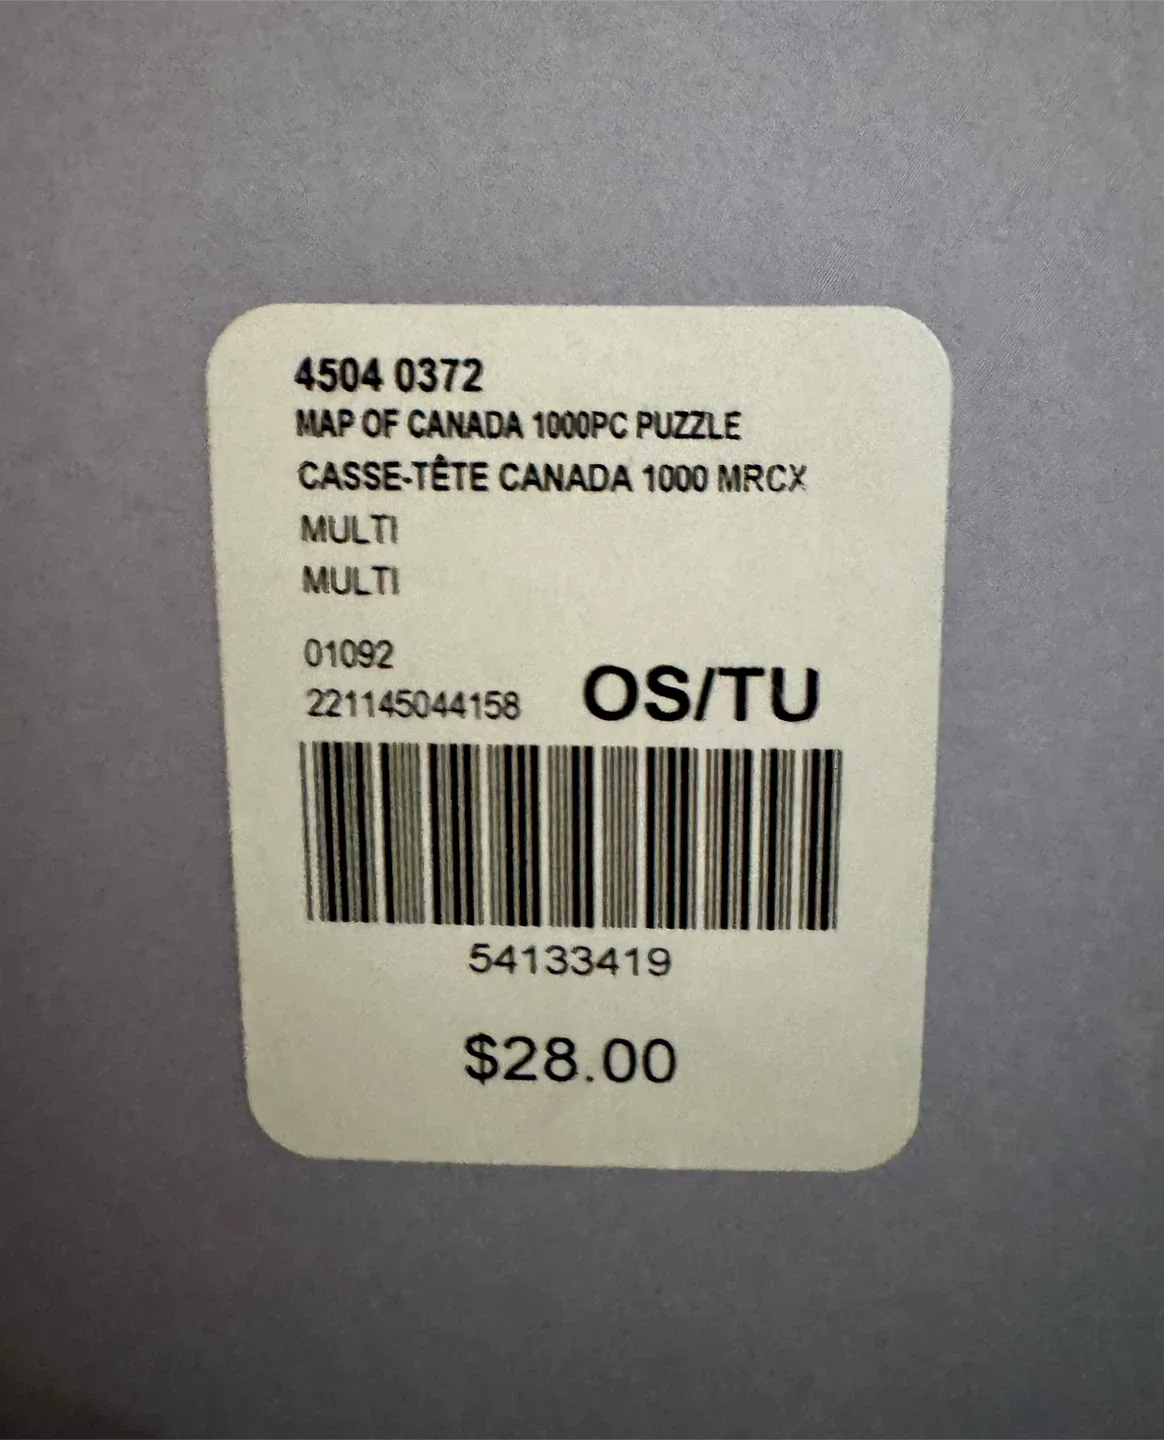 4504 0372
MAP OF CANADA 1000PC PUZZLE
CASSE-TÊTE CANADA 1000 MRCX
MULTI
MULTI
01092
221145044158 OS/TU
54133419
$28.00